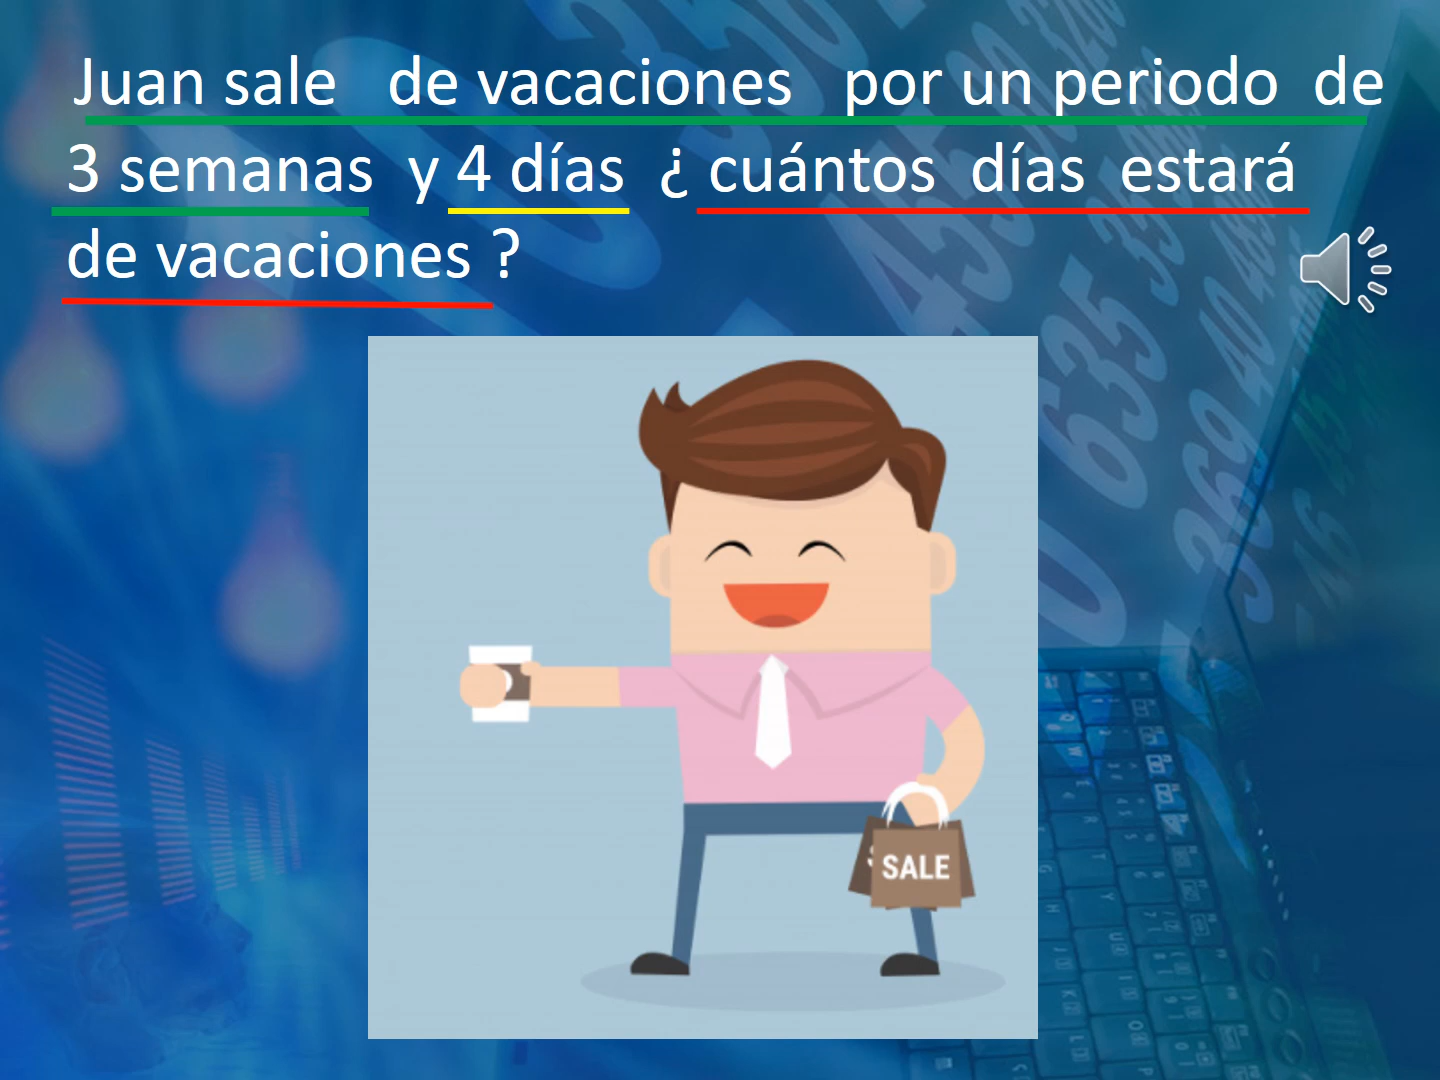 Juan sale de vacaciones por un periodo de
3 semanas y 4 días ¿ cuántos días estará
de vacaciones ?
SALE